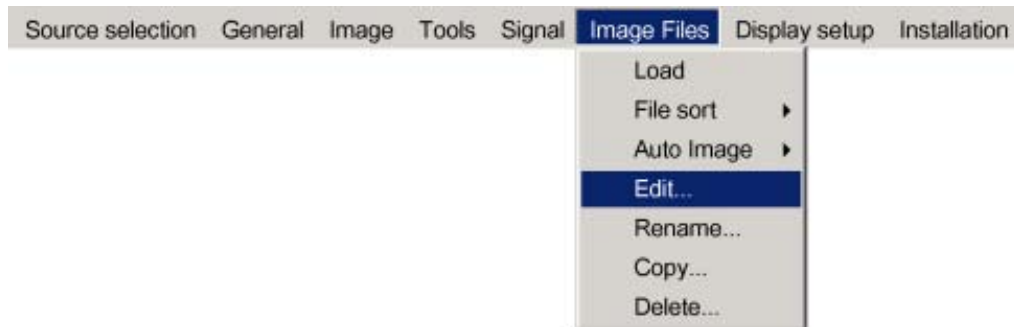 Source selection General Image Tools Signal Image Files Display setup Installation
Load
File sort
Auto Image
Edit...
Rename...
Copy...
Delete...